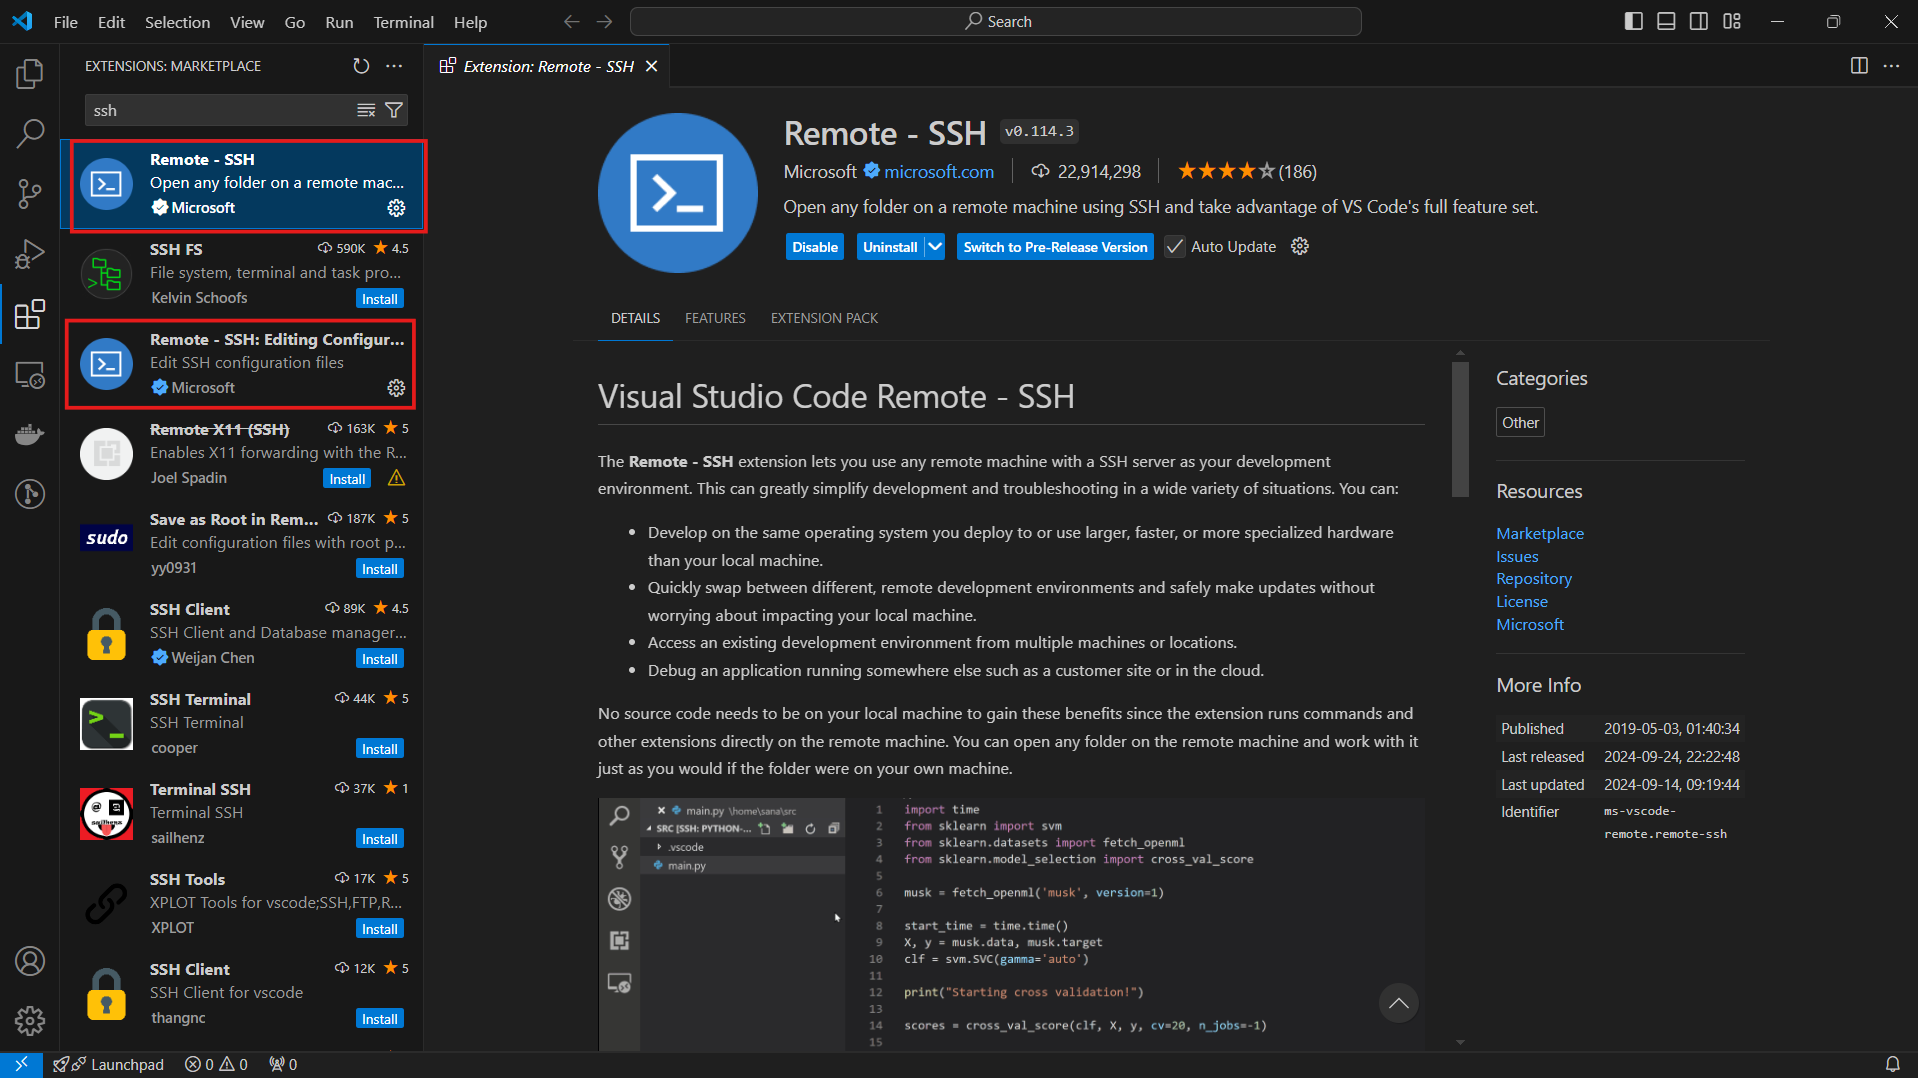 File Edit Selection View Go Run Terminal Help
Search
EXTENSIONS: MARKETPLACE
ssh
Remote - SSH
Open any folder on a remote mac...
Microsoft
SSH FS 590K 4.5
File system, terminal and task pro...
Kelvin Schoofs Install
Remote - SSH: Editing Configur...
Edit SSH configuration files
Microsoft
Remote X11 (SSH) 163K 5
Enables X11 forwarding with the R...
Joel Spadin Install
sudo
Save as Root in Rem... 187K 5
Edit configuration files with root p...
yy0931 Install
SSH Client 89K 4.5
SSH Client and Database manager...
Weijan Chen Install
SSH Terminal 44K 5
SSH Terminal
cooper Install
Terminal SSH 37K 1
Terminal SSH
sailhenz Install
SSH Tools 17K 5
XPLOT Tools for vscode;SSH,FTP,R...
XPLOT Install
SSH Client 12K 5
SSH Client for vscode
thangnc Install
Extension: Remote - SSH
Remote - SSH v0.114.3
Microsoft microsoft.com 22,914,298 (186)
Open any folder on a remote machine using SSH and take advantage of VS Code's full feature set.
Disable Uninstall Switch to Pre-Release Version Auto Update
DETAILS FEATURES EXTENSION PACK
Visual Studio Code Remote - SSH
The Remote - SSH extension lets you use any remote machine with a SSH server as your development
environment. This can greatly simplify development and troubleshooting in a wide variety of situations. You can:
• Develop on the same operating system you deploy to or use larger, faster, or more specialized hardware
than your local machine.
• Quickly swap between different, remote development environments and safely make updates without
worrying about impacting your local machine.
• Access an existing development environment from multiple machines or locations.
• Debug an application running somewhere else such as a customer site or in the cloud.
No source code needs to be on your local machine to gain these benefits since the extension runs commands and
other extensions directly on the remote machine. You can open any folder on the remote machine and work with it
just as you would if the folder were on your own machine.
main.py \home\sana\src
SRC [SSH: PYTHON-...
.vscode
main.py
1 import time
2 from sklearn import svm
3 from sklearn.datasets import fetch_openml
4 from sklearn.model_selection import cross_val_score
5
6 musk = fetch_openml('musk', version=1)
7
8 start_time = time.time()
9 X, y = musk.data, musk.target
10 clf = svm.SVC(gamma='auto')
11
12 print("Starting cross validation!")
13
14 scores = cross_val_score(clf, X, y, cv=20, n_jobs=-1)
15
Categories
Other
Resources
Marketplace
Issues
Repository
License
Microsoft
More Info
Published 2019-05-03, 01:40:34
Last released 2024-09-24, 22:22:48
Last updated 2024-09-14, 09:19:44
Identifier ms-vscode-
remote.remote-ssh
Launchpad 0 0 0